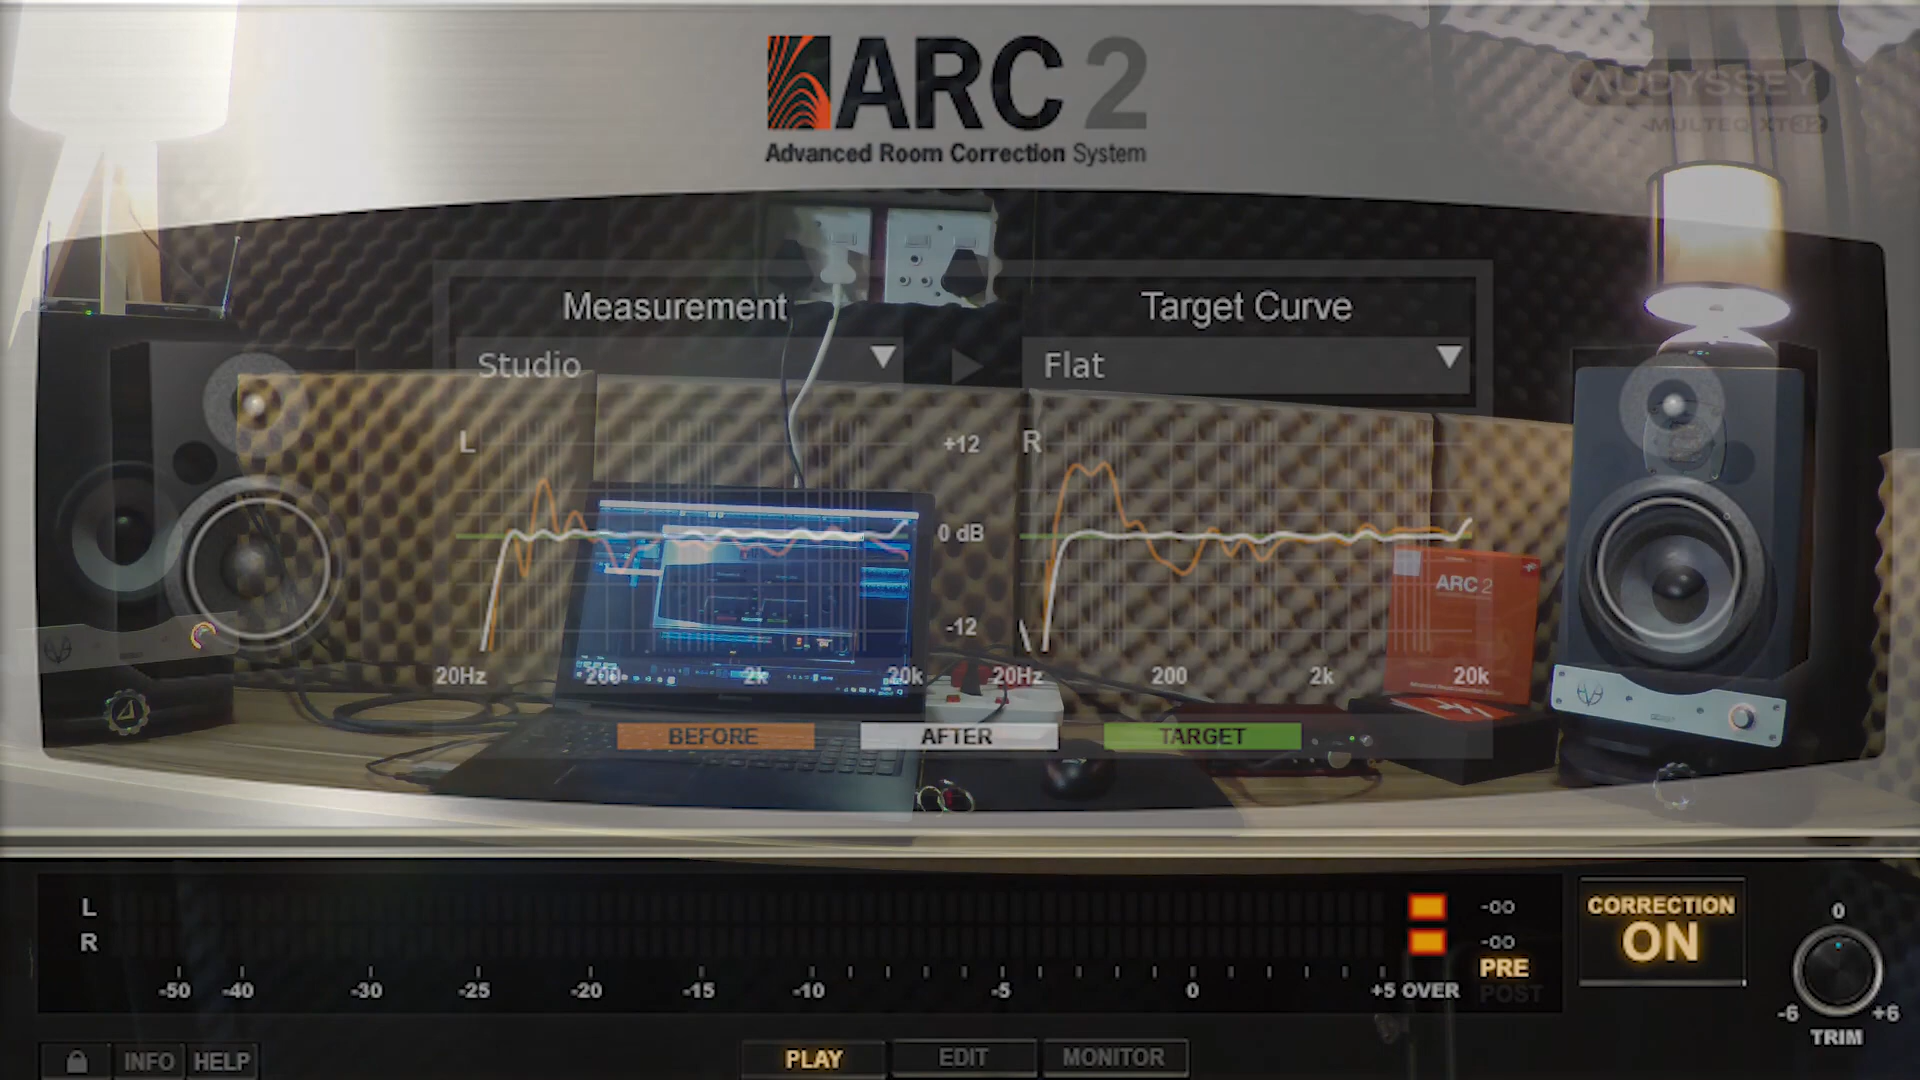 ARC 2
Advanced Room Correction System
AUDYSSEY
MULTEQ XT32
Measurement
Target Curve
Studio
Flat
L
+12
R
0 dB
-12
20Hz
200
2k
20k
20Hz
200
2k
20k
ARC 2
BEFORE
AFTER
TARGET
L
R
-50 -40 -30 -25 -20 -15 -10 -5 0 +5 OVER
-oo
-oo
PRE
POST
CORRECTION
ON
0
-6 +6
TRIM
INFO
HELP
PLAY
EDIT
MONITOR